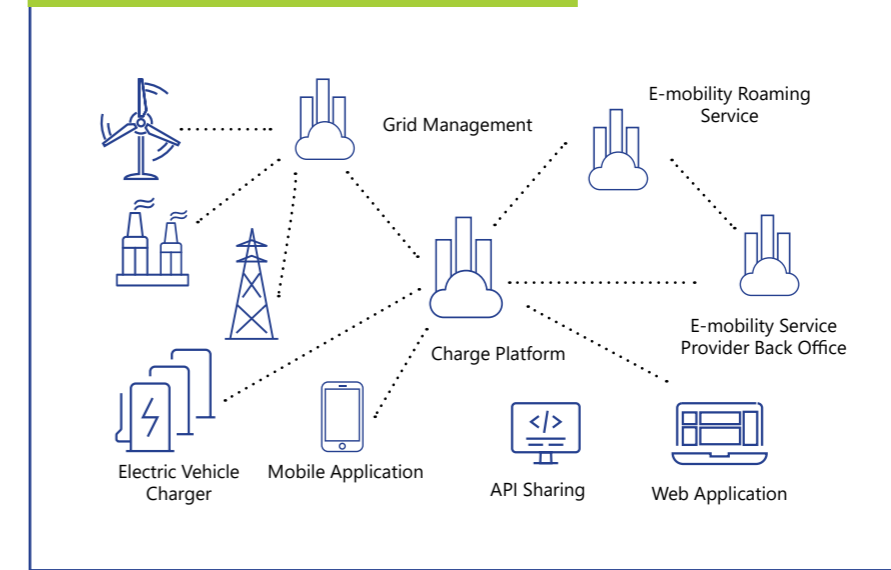 E-mobility Roaming
Service
Grid Management
E-mobility Service
Provider Back Office
Charge Platform
</>
Electric Vehicle
Charger
Mobile Application
API Sharing
Web Application